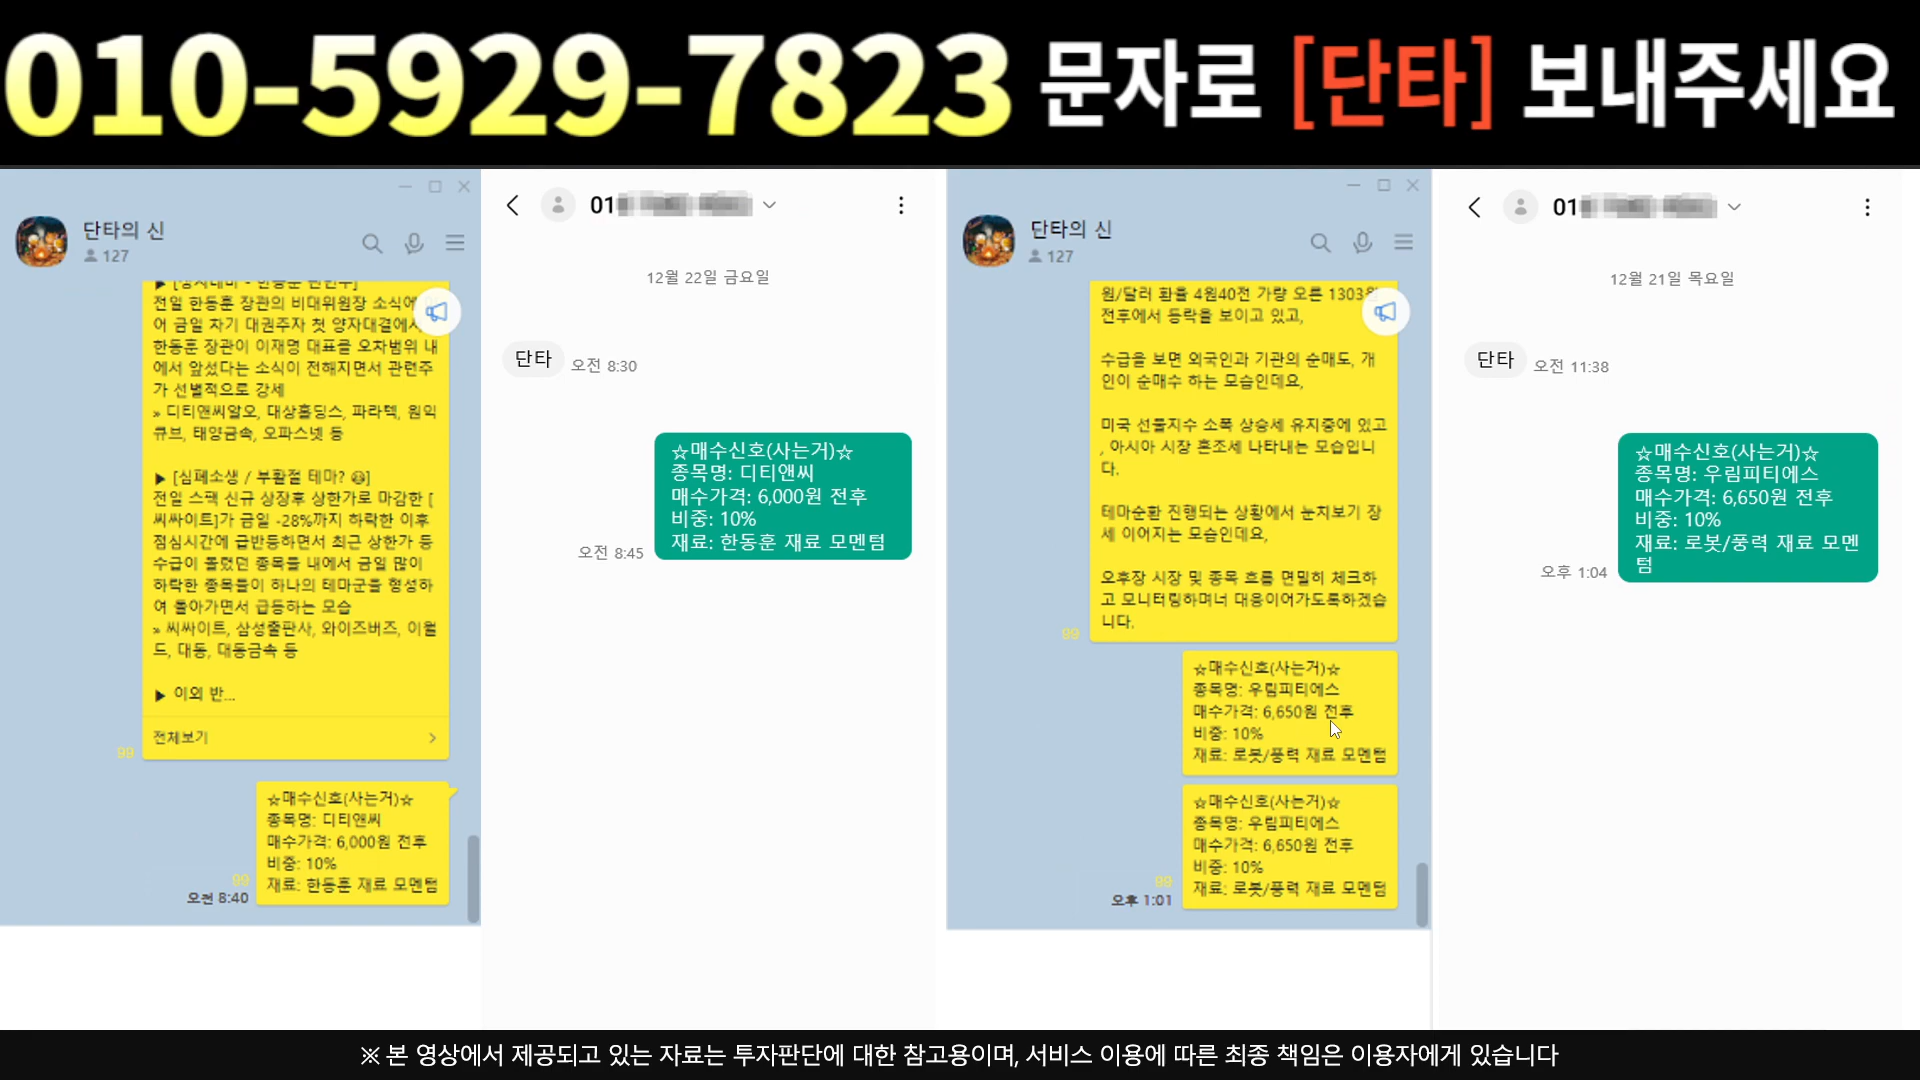 010-5929-7823 문자로 [단타] 보내주세요
단타의 신
127
전일 한동훈 장관의 비대위원장 소식에
어 금일 차기 대권주자 첫 양자대결에서
한동훈 장관이 이재명 대표를 오차범위 내
에서 앞섰다는 소식이 전해지면서 관련주
가 선별적으로 강세
» 디티앤씨알오, 대상홀딩스, 파라텍, 원익
큐브, 태양금속, 오파스넷 등
▶ [심폐소생 / 부활절 테마? 😃]
전일 스팩 신규 상장후 상한가로 마감한 [
씨싸이트]가 금일 -28%까지 하락한 이후
점심시간에 급반등하면서 최근 상한가 등
수급이 몰렸던 종목들 내에서 금일 많이
하락한 종목들이 하나의 테마군을 형성하
여 돌아가면서 급등하는 모습
» 씨싸이트, 삼성출판사, 와이즈버즈, 이월
드, 대동, 대동금속 등
▶ 이외 반...
전체보기
99
☆매수신호(사는거)☆
종목명: 디티앤씨
매수가격: 6,000원 전후
비중: 10%
재료: 한동훈 재료 모멘텀
99
오전 8:40
01
12월 22일 금요일
단타
오전 8:30
☆매수신호(사는거)☆
종목명: 디티앤씨
매수가격: 6,000원 전후
비중: 10%
재료: 한동훈 재료 모멘텀
오전 8:45
단타의 신
127
원/달러 환율 4원40전 가량 오른 1303원
전후에서 등락을 보이고 있고,
수급을 보면 외국인과 기관의 순매도, 개
인이 순매수 하는 모습인데요,
미국 선물지수 소폭 상승세 유지중에 있고
, 아시아 시장 혼조세 나타내는 모습입니
다.
테마순환 진행되는 상황에서 눈치보기 장
세 이어지는 모습인데요,
오후장 시장 및 종목 흐름 면밀히 체크하
고 모니터링하며너 대응이어가도록하겠습
니다.
99
☆매수신호(사는거)☆
종목명: 우림피티에스
매수가격: 6,650원 전후
비중: 10%
재료: 로봇/풍력 재료 모멘텀
☆매수신호(사는거)☆
종목명: 우림피티에스
매수가격: 6,650원 전후
비중: 10%
재료: 로봇/풍력 재료 모멘텀
99
오후 1:01
01
12월 21일 목요일
단타
오전 11:38
☆매수신호(사는거)☆
종목명: 우림피티에스
매수가격: 6,650원 전후
비중: 10%
재료: 로봇/풍력 재료 모멘
텀
오후 1:04
※ 본 영상에서 제공되고 있는 자료는 투자판단에 대한 참고용이며, 서비스 이용에 따른 최종 책임은 이용자에게 있습니다